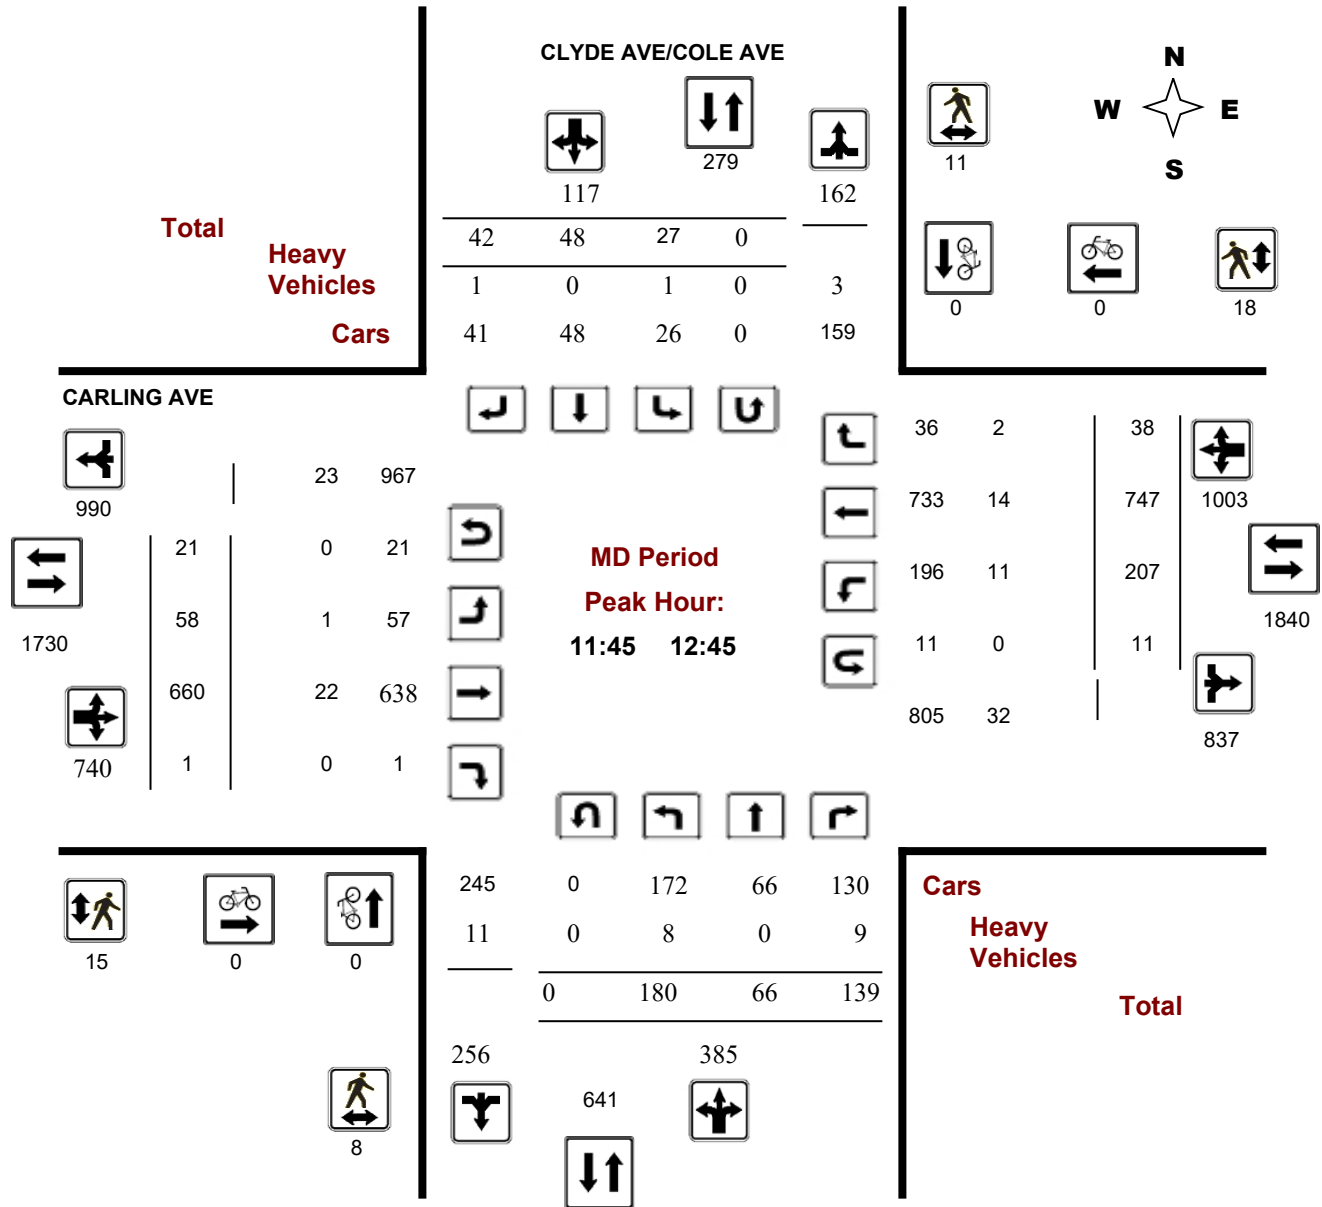 CLYDE AVE/COLE AVE
N
W E
S
279
11
117
162
Total
42 48 27 0
Heavy
Vehicles
1 0 1 0 3
0 0 18
Cars
41 48 26 0 159
CARLING AVE
36 2 38
23 967
990
733 14 747 1003
21 0 21
MD Period
196 11 207
Peak Hour:
58 1 57
1840
1730
11:45 12:45
11 0 11
660 22 638
805 32
837
740 1 0 1
245 0 172 66 130
Cars
11 0 8 0 9
Heavy
Vehicles
15 0 0
0 180 66 139
Total
256 385
641
8